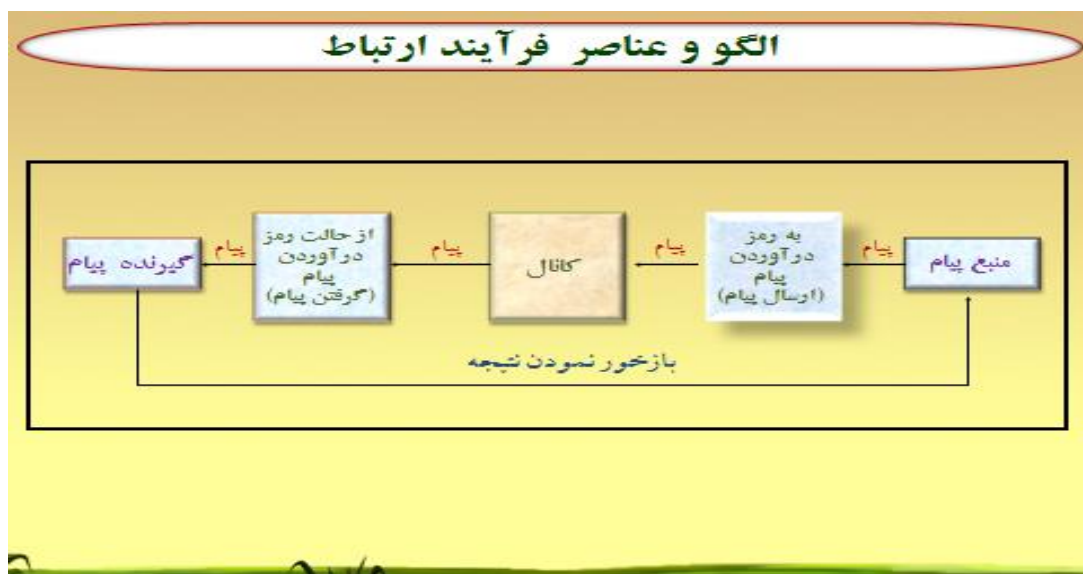 الگو و عناصر فرآیند ارتباط
منبع پیام
پیام
به رمز
درآوردن
پیام
(ارسال پیام)
پیام
کانال
پیام
از حالت رمز
درآوردن
پیام
(گرفتن پیام)
پیام
گیرنده پیام
بازخور نمودن نتیجه